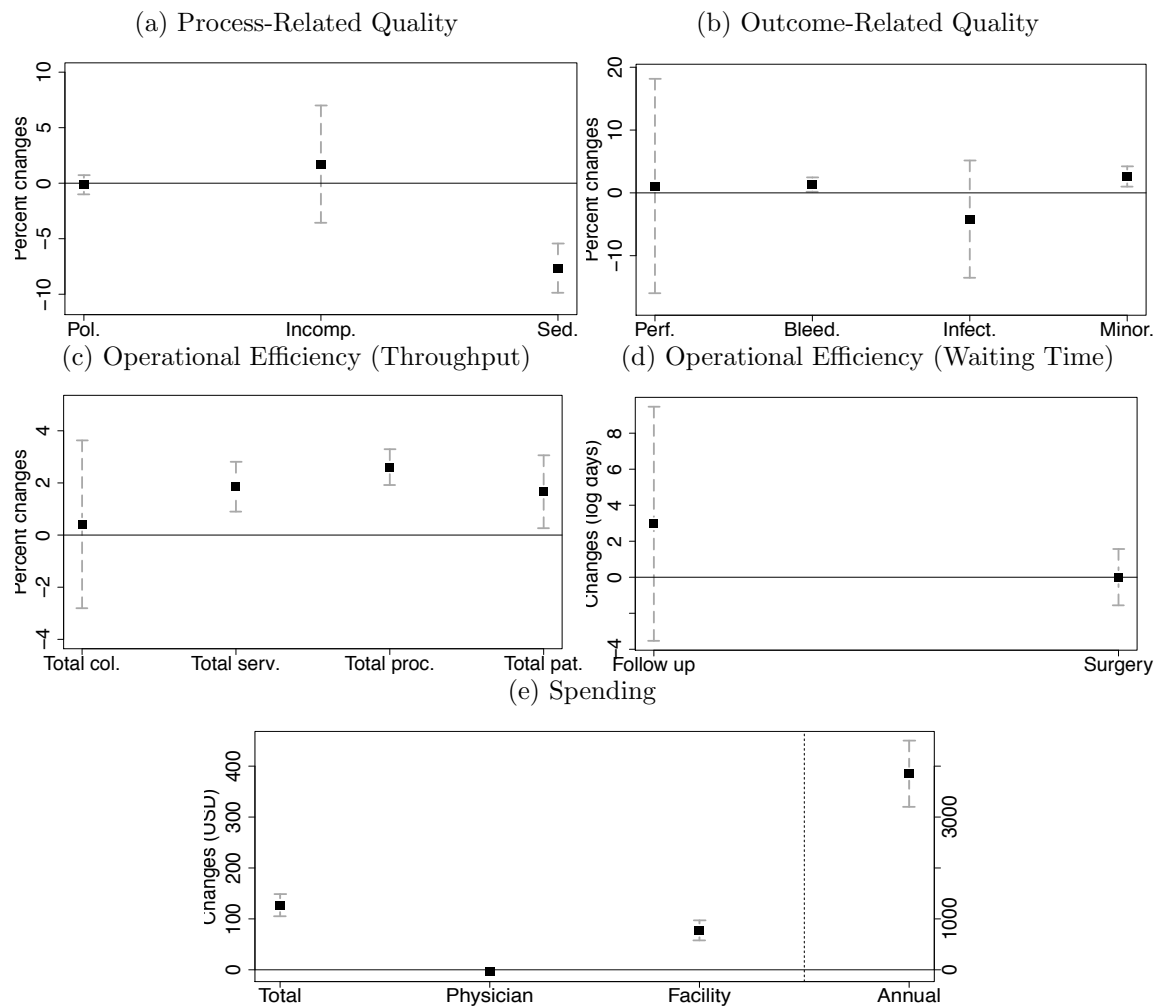 (a) Process-Related Quality
Percent changes
10
5
0
−5
−10
Pol. Incomp. Sed.
(b) Outcome-Related Quality
Percent changes
20
10
0
−10
Perf. Bleed. Infect. Minor.
(c) Operational Efficiency (Throughput)
Percent changes
4
2
0
−2
−4
Total col. Total serv. Total proc. Total pat.
(d) Operational Efficiency (Waiting Time)
Changes (log days)
8
6
4
2
0
−4
Follow up Surgery
(e) Spending
Changes (USD)
400
300
200
100
0
3000
1000
0
Total Physician Facility Annual